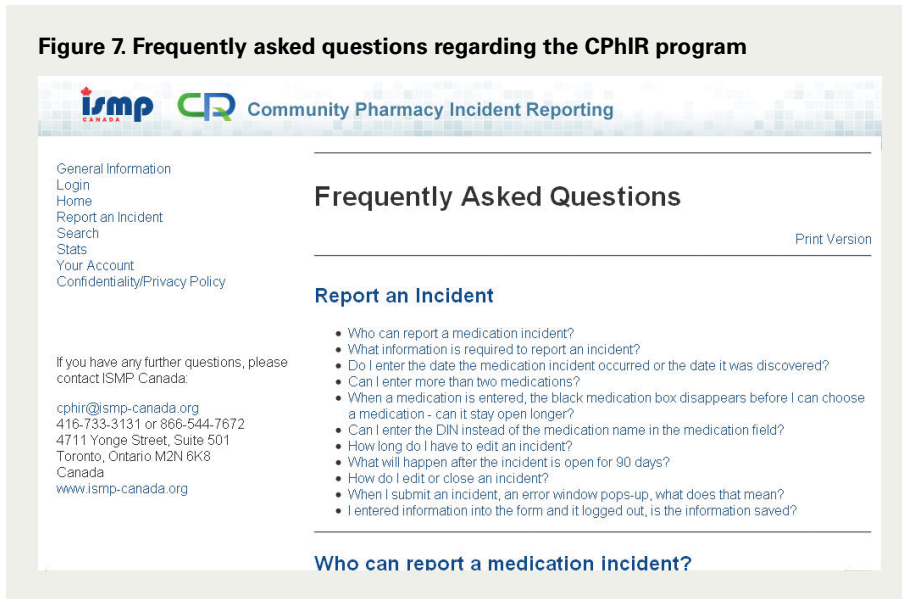 Figure 7. Frequently asked questions regarding the CPhIR program
ismp
CANADA
CR Community Pharmacy Incident Reporting
General Information
Login
Home
Report an Incident
Search
Stats
Your Account
Confidentiality/Privacy Policy
If you have any further questions, please
contact ISMP Canada:
cphir@ismp-canada.org
416-733-3131 or 866-544-7672
4711 Yonge Street, Suite 501
Toronto, Ontario M2N 6K8
Canada
www.ismp-canada.org
Frequently Asked Questions
Print Version
Report an Incident
• Who can report a medication incident?
• What information is required to report an incident?
• Do I enter the date the medication incident occurred or the date it was discovered?
• Can I enter more than two medications?
• When a medication is entered, the black medication box disappears before I can choose
a medication - can it stay open longer?
• Can I enter the DIN instead of the medication name in the medication field?
• How long do I have to edit an incident?
• What will happen after the incident is open for 90 days?
• How do I edit or close an incident?
• When I submit an incident, an error window pops-up, what does that mean?
• I entered information into the form and it logged out, is the information saved?
Who can report a medication incident?